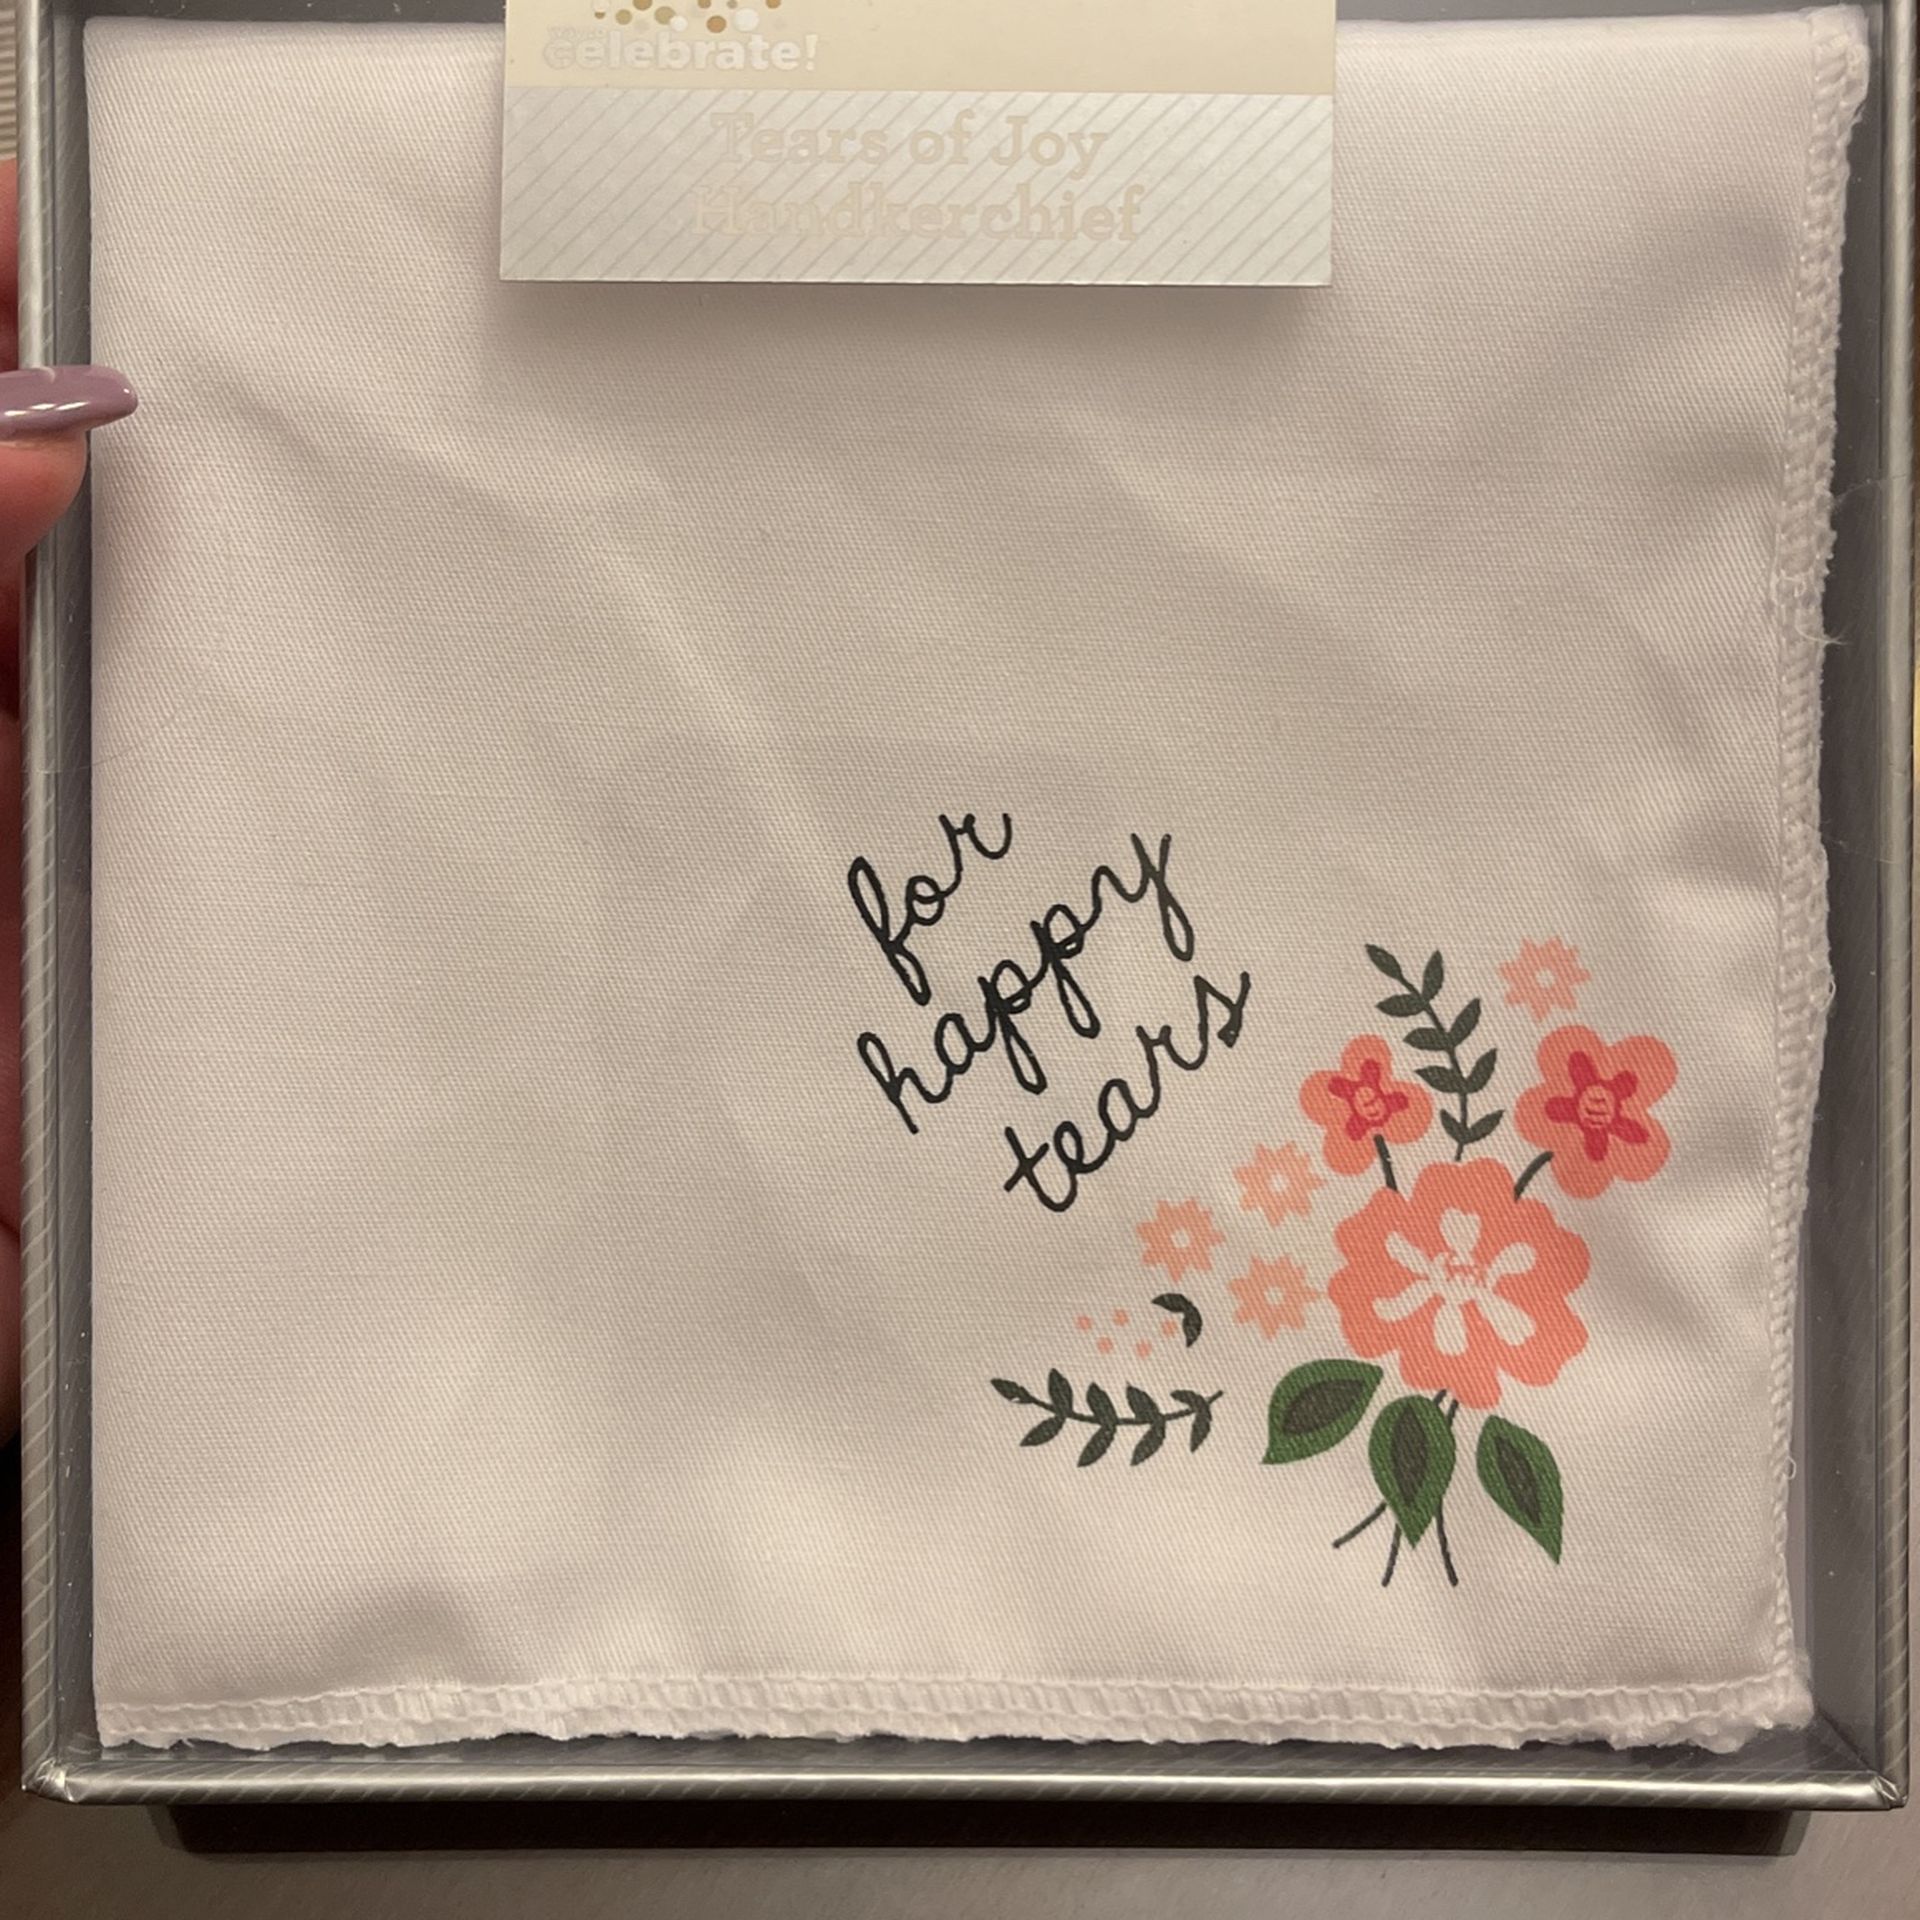 celebrate!
Tears of Joy
Handkerchief
for
happy
tears